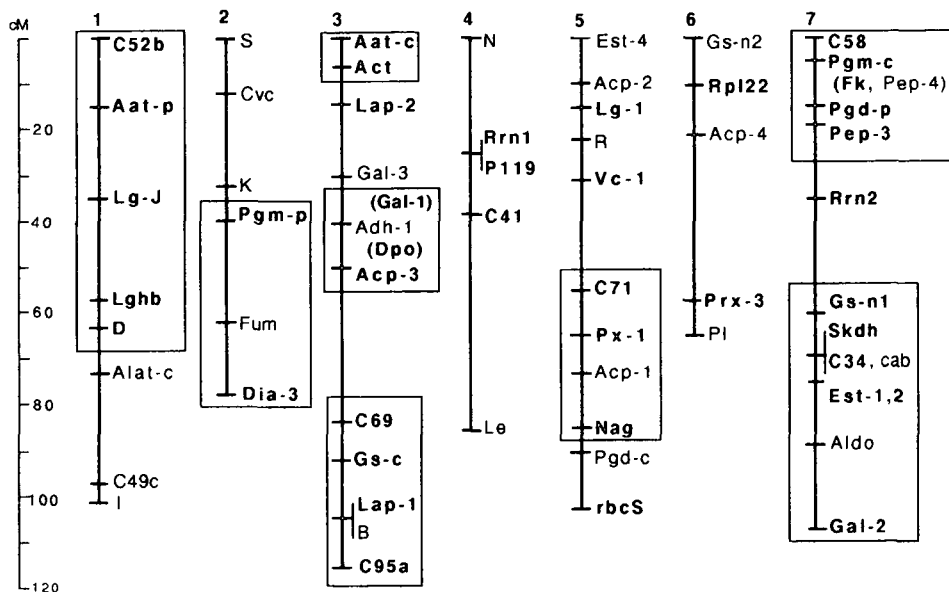 cM
1
C52b
Aat-p
Lg-J
Lghb
D
Alat-c
C49c
I
2
S
Cvc
K
Pgm-p
Fum
Dia-3
3
Aat-c
Act
Lap-2
Gal-3
(Gal-1)
Adh-1
(Dpo)
Acp-3
C69
Gs-c
Lap-1
B
C95a
4
N
Rrn1
P119
C41
Le
5
Est-4
Acp-2
Lg-1
R
Vc-1
C71
Px-1
Acp-1
Nag
Pgd-c
rbcS
6
Gs-n2
Rpl22
Acp-4
Prx-3
Pl
7
C58
Pgm-c
(Fk, Pep-4)
Pgd-p
Pep-3
Rrn2
Gs-n1
Skdh
C34, cab
Est-1,2
Aldo
Gal-2
20
40
60
80
100
120